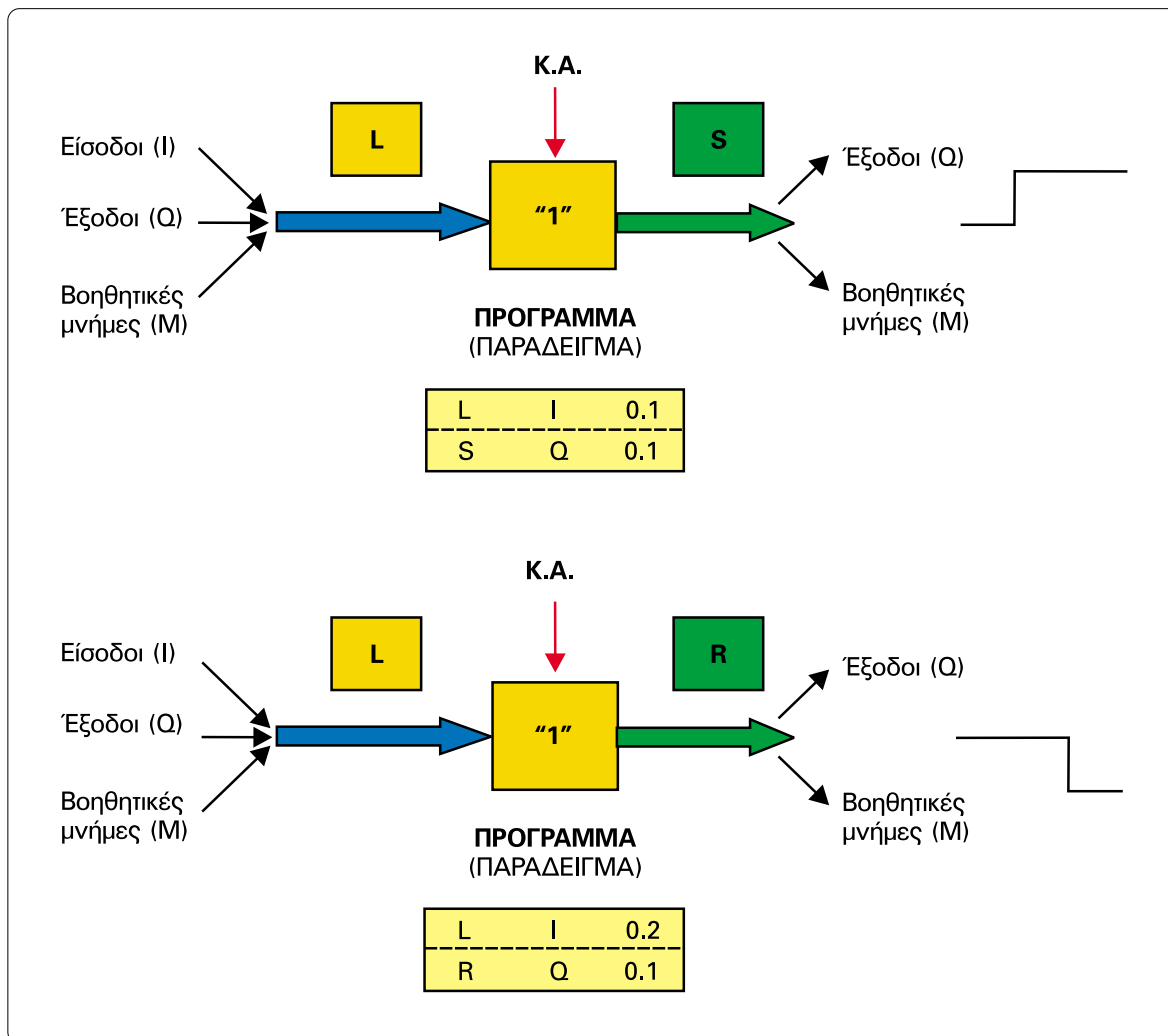 Κ.Α.
L
S
Είσοδοι (I)
Έξοδοι (Q)
Έξοδοι (Q)
“1”
Βοηθητικές
μνήμες (M)
Βοηθητικές
μνήμες (M)
ΠΡΟΓΡΑΜΜΑ
(ΠΑΡΑΔΕΙΓΜΑ)
L I 0.1
S Q 0.1
Κ.Α.
L
R
Είσοδοι (I)
Έξοδοι (Q)
Έξοδοι (Q)
“1”
Βοηθητικές
μνήμες (M)
Βοηθητικές
μνήμες (M)
ΠΡΟΓΡΑΜΜΑ
(ΠΑΡΑΔΕΙΓΜΑ)
L I 0.2
R Q 0.1